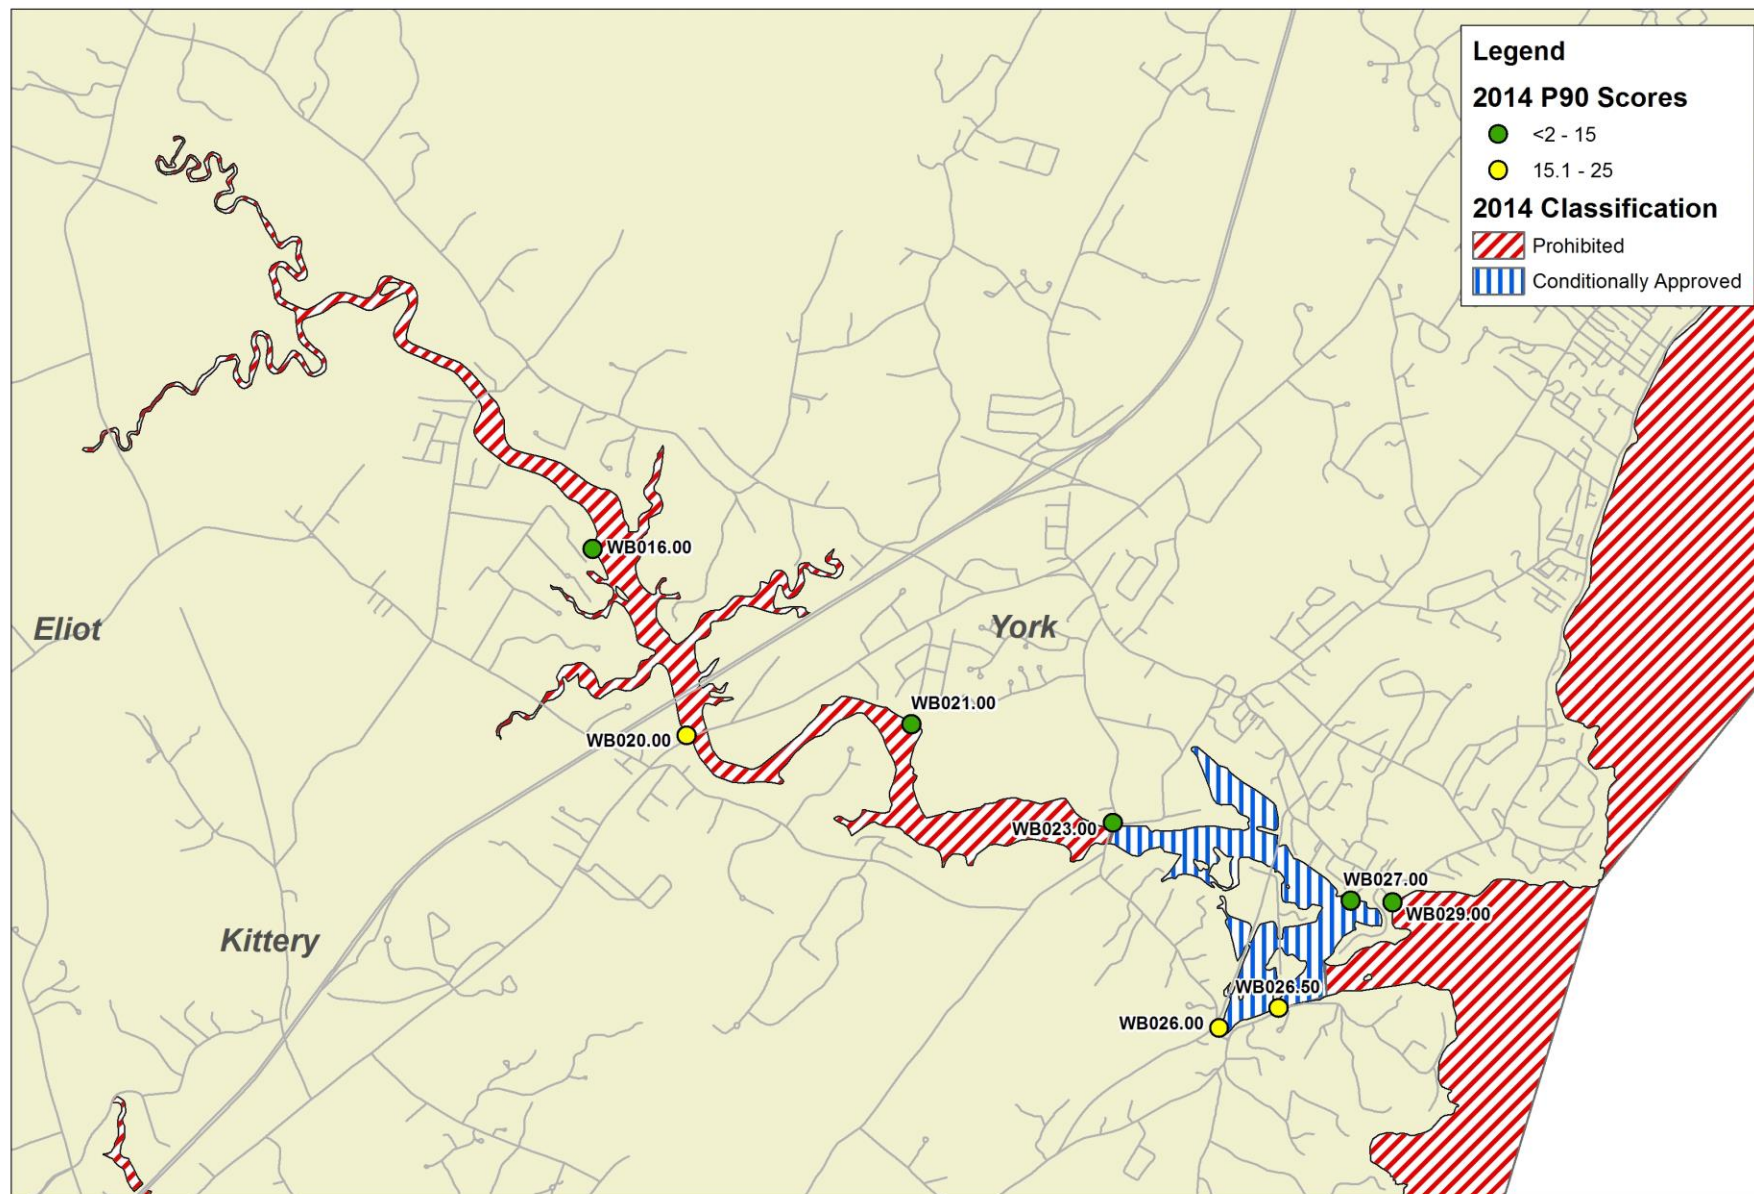 Legend
2014 P90 Scores
<2 - 15
15.1 - 25
2014 Classification
Prohibited
Conditionally Approved
WB016.00
Eliot
York
WB021.00
WB020.00
WB023.00
WB027.00
WB029.00
Kittery
WB026.50
WB026.00